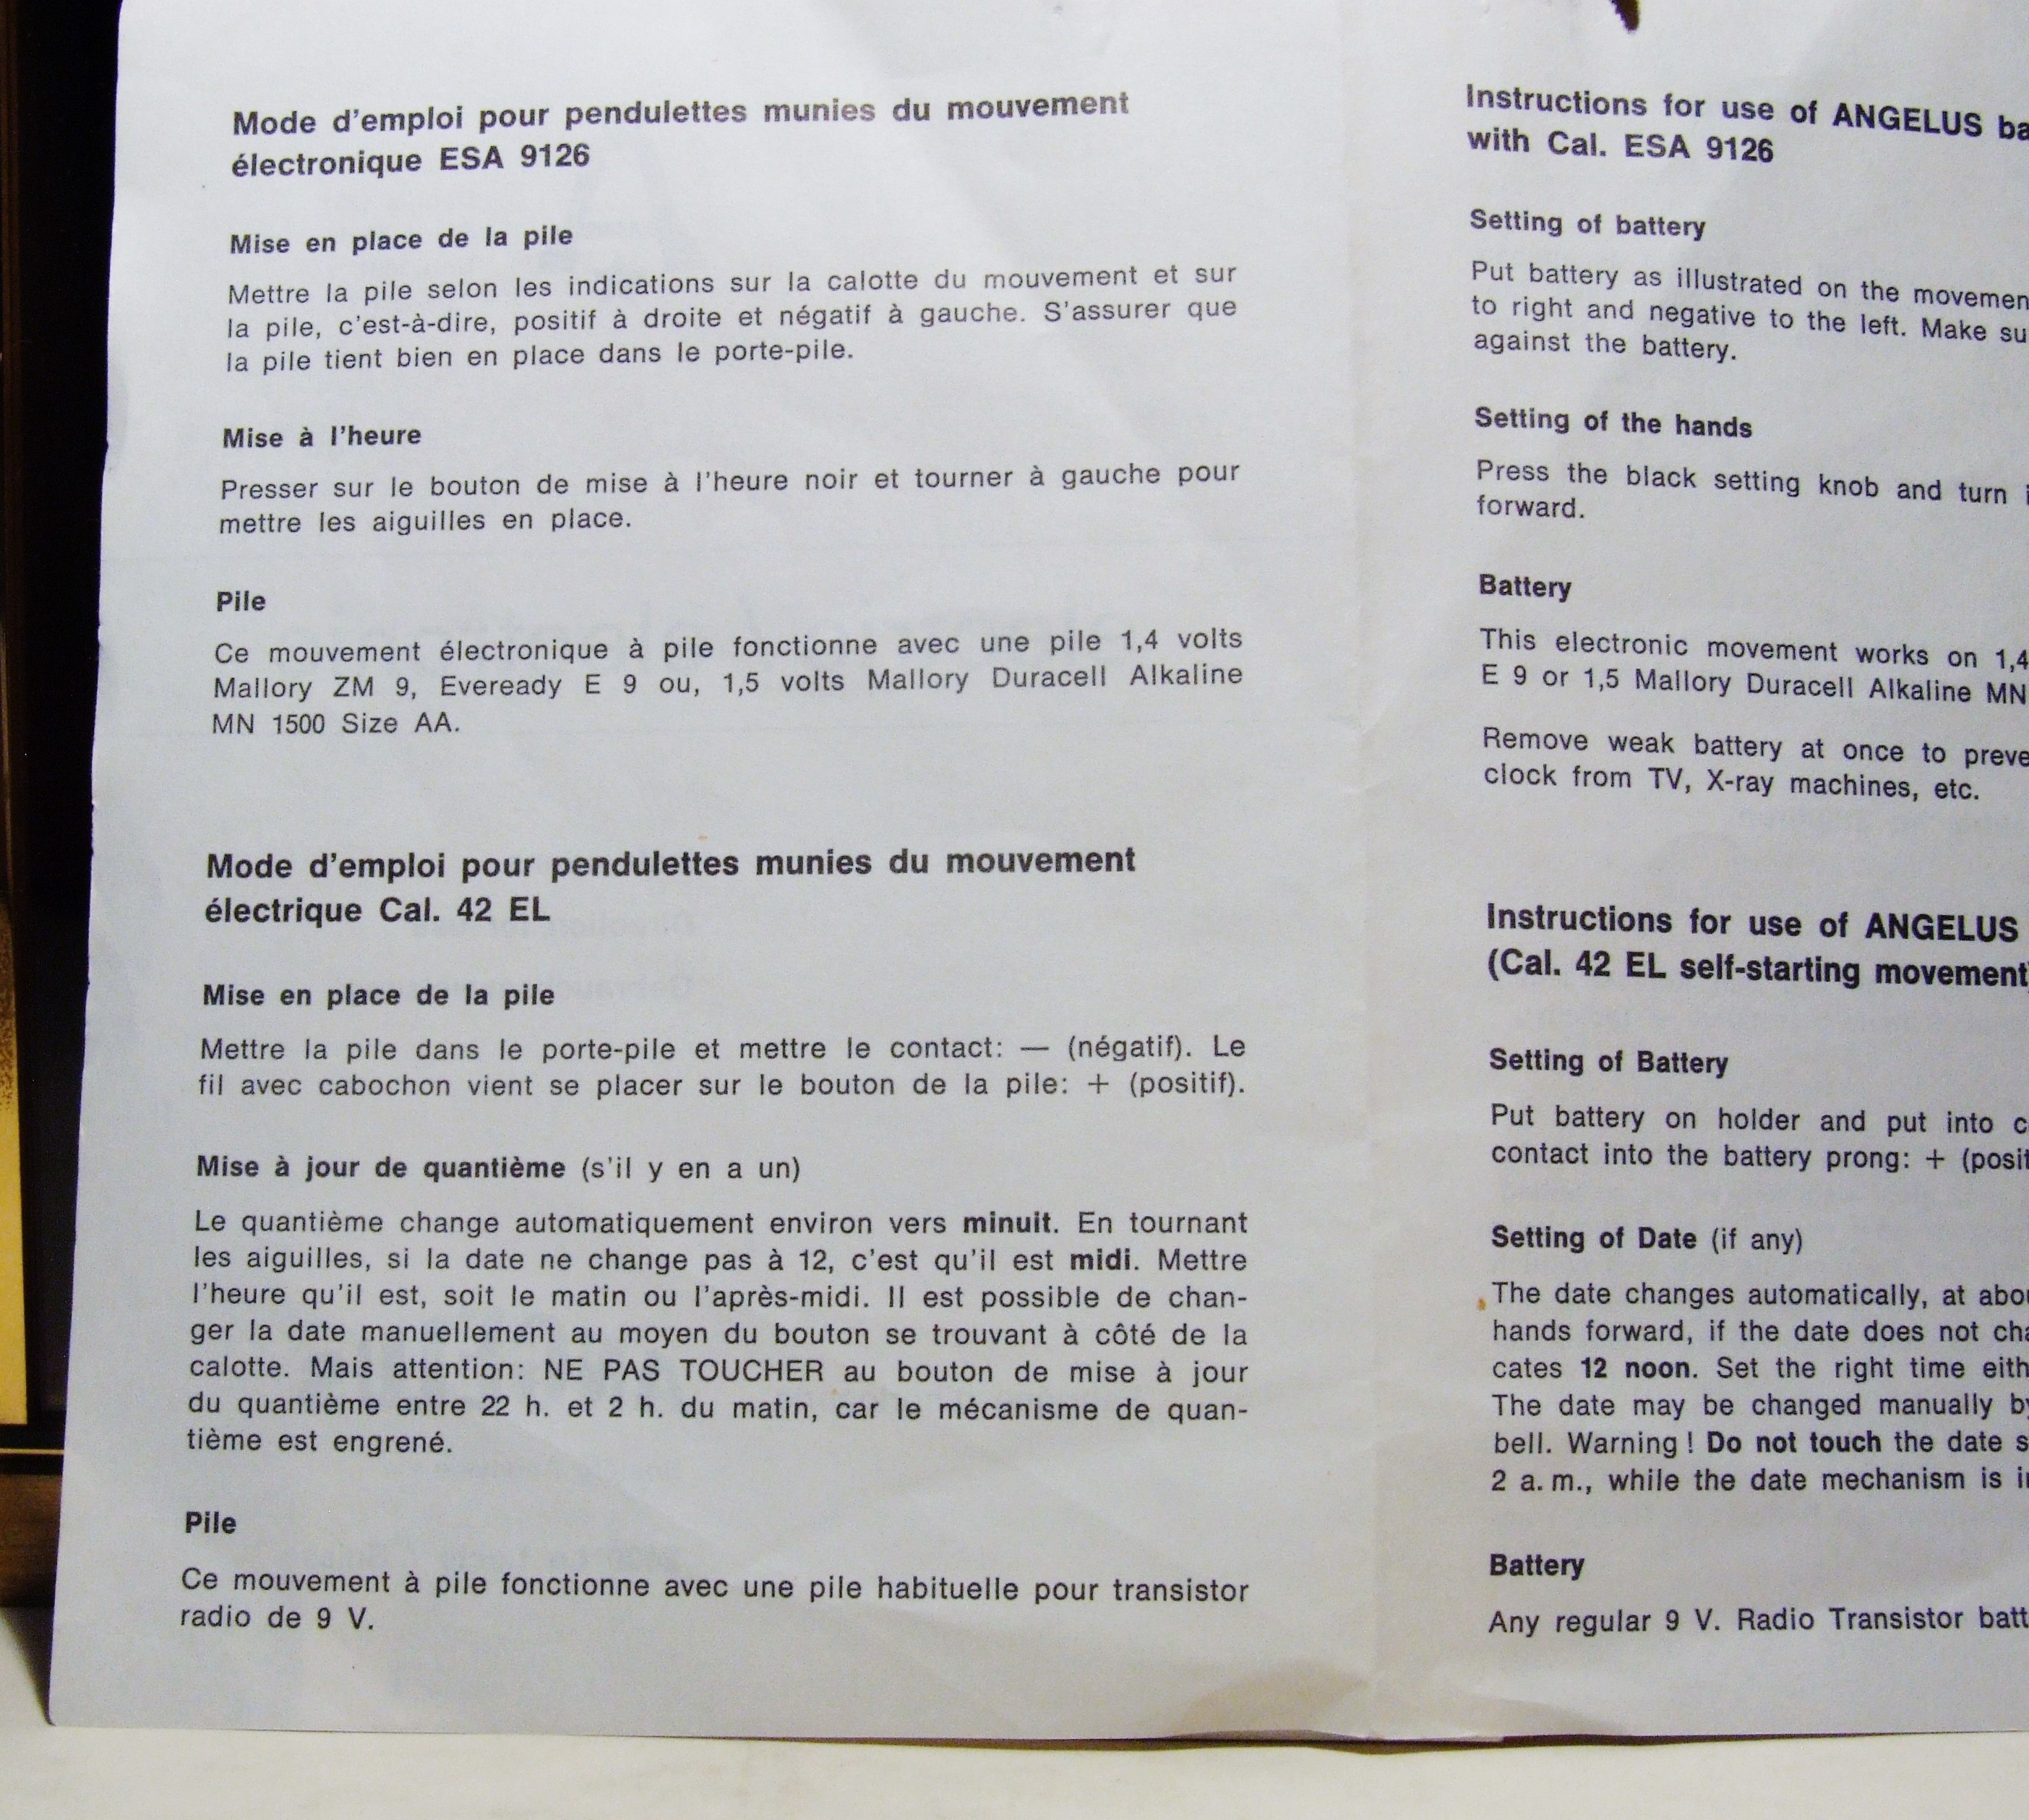 Mode d'emploi pour pendulettes munies du mouvement
électronique ESA 9126
Mise en place de la pile
Mettre la pile selon les indications sur la calotte du mouvement et sur
la pile, c'est-à-dire, positif à droite et négatif à gauche. S'assurer que
la pile tient bien en place dans le porte-pile.
Mise à l'heure
Presser sur le bouton de mise à l'heure noir et tourner à gauche pour
mettre les aiguilles en place.
Pile
Ce mouvement électronique à pile fonctionne avec une pile 1,4 volts
Mallory ZM 9, Eveready E 9 ou, 1,5 volts Mallory Duracell Alkaline
MN 1500 Size AA.
Mode d'emploi pour pendulettes munies du mouvement
électrique Cal. 42 EL
Mise en place de la pile
Mettre la pile dans le porte-pile et mettre le contact: — (négatif). Le
fil avec cabochon vient se placer sur le bouton de la pile: + (positif).
Mise à jour de quantième (s'il y en a un)
Le quantième change automatiquement environ vers minuit. En tournant
les aiguilles, si la date ne change pas à 12, c'est qu'il est midi. Mettre
l'heure qu'il est, soit le matin ou l'après-midi. Il est possible de chan-
ger la date manuellement au moyen du bouton se trouvant à côté de la
calotte. Mais attention: NE PAS TOUCHER au bouton de mise à jour
du quantième entre 22 h. et 2 h. du matin, car le mécanisme de quan-
tième est engrené.
Pile
Ce mouvement à pile fonctionne avec une pile habituelle pour transistor
radio de 9 V.
Instructions for use of ANGELUS ba
with Cal. ESA 9126
Setting of battery
Put battery as illustrated on the movemen
to right and negative to the left. Make su
against the battery.
Setting of the hands
Press the black setting knob and turn i
forward.
Battery
This electronic movement works on 1,4
E 9 or 1,5 Mallory Duracell Alkaline MN
Remove weak battery at once to preve
clock from TV, X-ray machines, etc.
Instructions for use of ANGELUS
(Cal. 42 EL self-starting movement)
Setting of Battery
Put battery on holder and put into c
contact into the battery prong: + (posit
Setting of Date (if any)
The date changes automatically, at abou
hands forward, if the date does not cha
cates 12 noon. Set the right time eith
The date may be changed manually by
bell. Warning! Do not touch the date s
2 a. m., while the date mechanism is in
Battery
Any regular 9 V. Radio Transistor batt